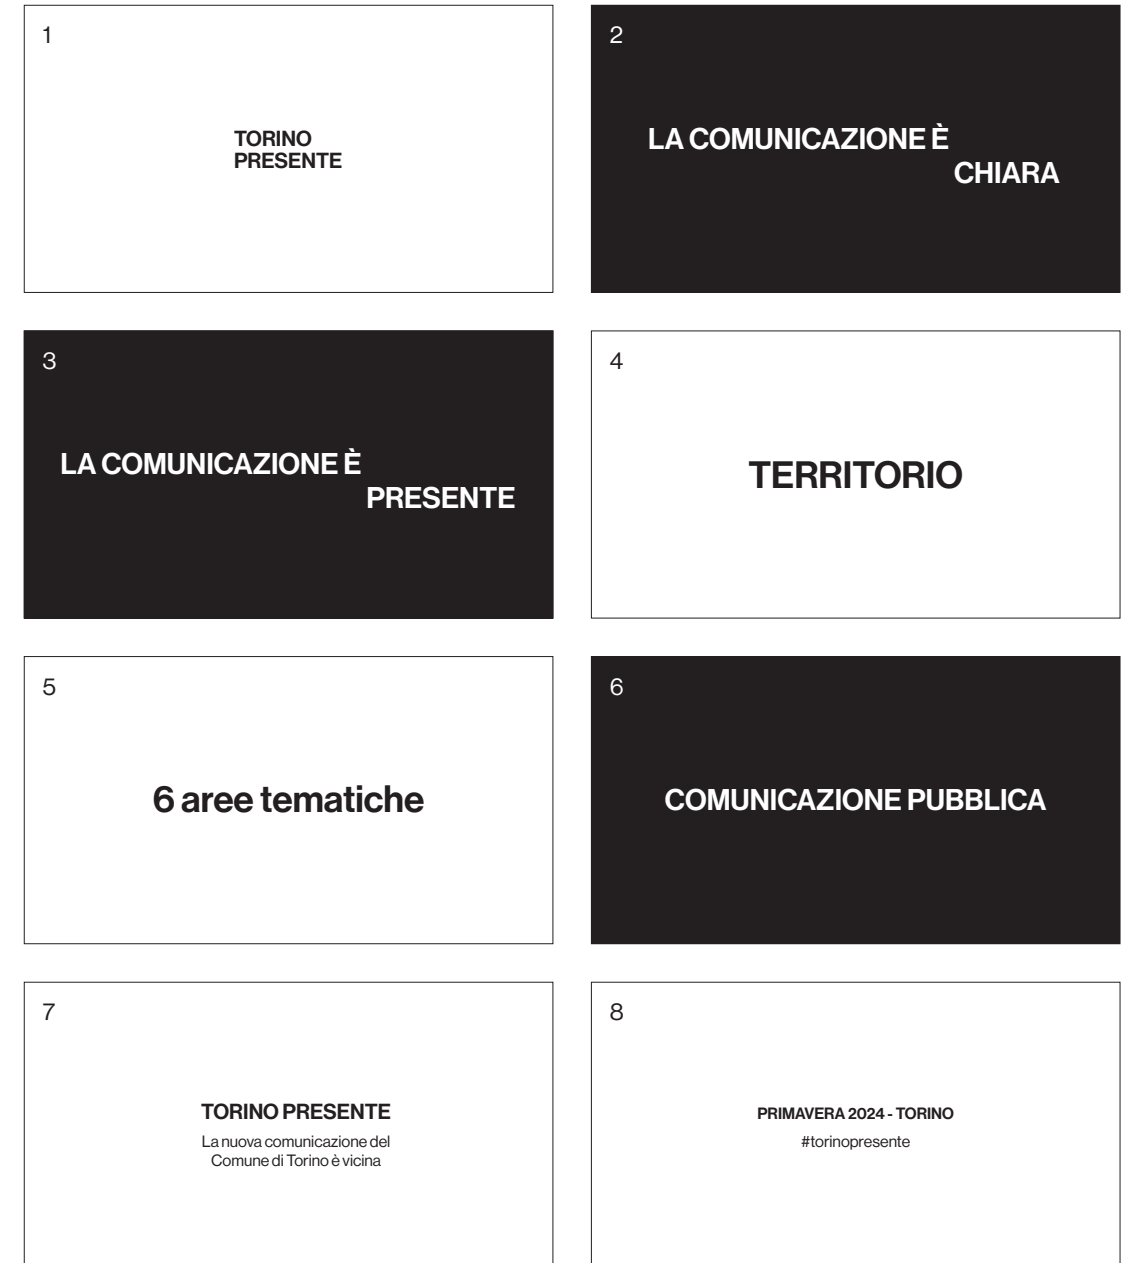 1
TORINO
PRESENTE
2
LA COMUNICAZIONE È
CHIARA
3
LA COMUNICAZIONE È
PRESENTE
4
TERRITORIO
5
6 aree tematiche
6
COMUNICAZIONE PUBBLICA
7
TORINO PRESENTE
La nuova comunicazione del
Comune di Torino è vicina
8
PRIMAVERA 2024 - TORINO
#torinopresente